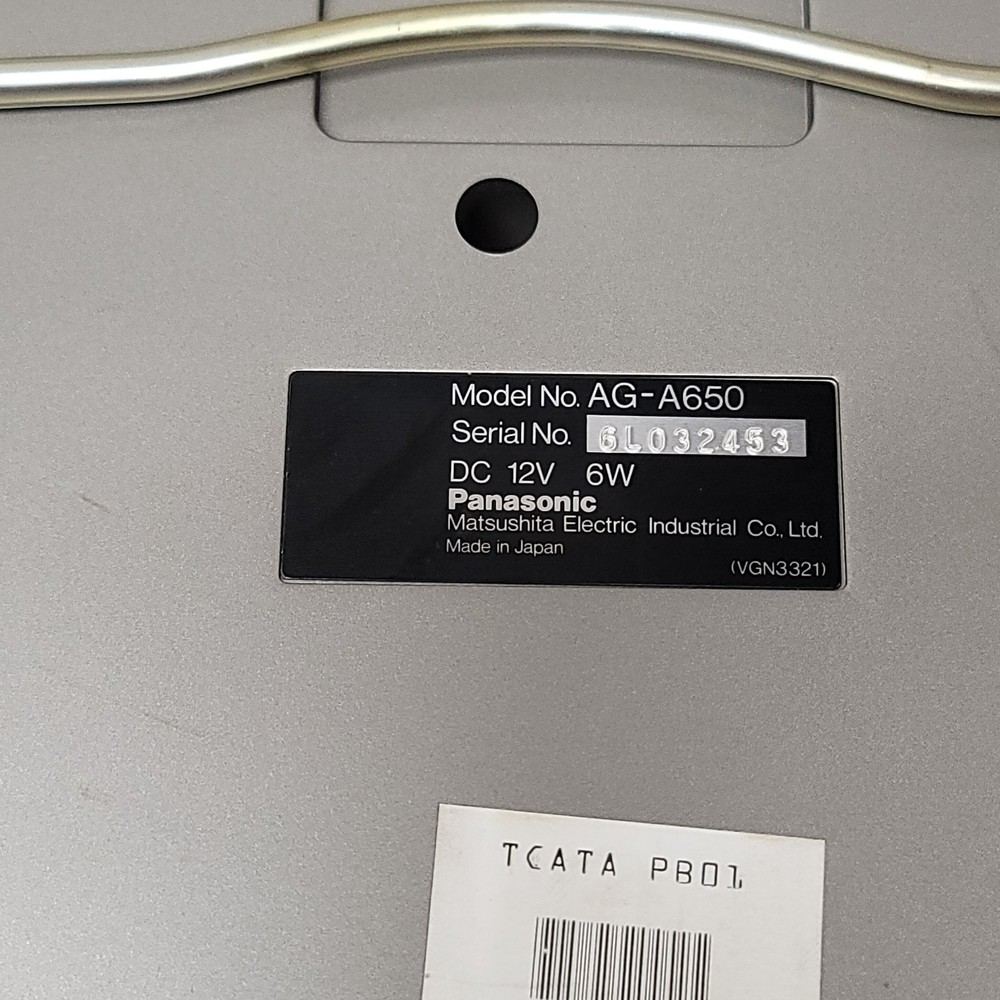 Model No. AG-A650
Serial No. 6L032453
DC 12V 6W
Panasonic
Matsushita Electric Industrial Co., Ltd.
Made in Japan
(VGN3321)
TCATA PB01